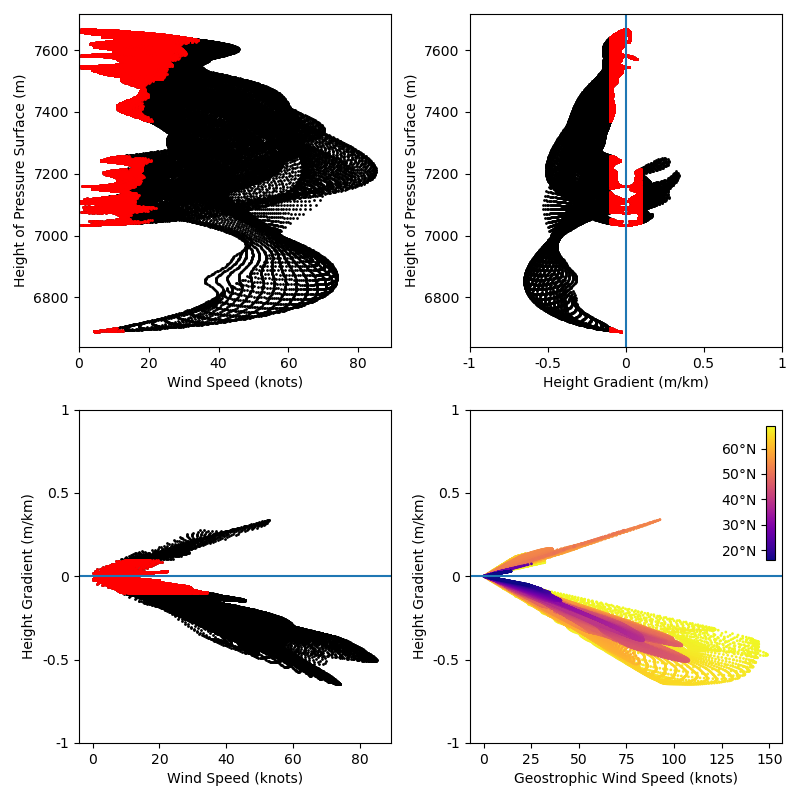 7600
7400
7200
7000
6800
Height of Pressure Surface (m)
0 20 40 60 80
Wind Speed (knots)
7600
7400
7200
7000
6800
Height of Pressure Surface (m)
-1 -0.5 0 0.5 1
Height Gradient (m/km)
1
0.5
0
-0.5
-1
Height Gradient (m/km)
0 20 40 60 80
Wind Speed (knots)
1
0.5
0
-0.5
-1
Height Gradient (m/km)
60°N
50°N
40°N
30°N
20°N
0 25 50 75 100 125 150
Geostrophic Wind Speed (knots)